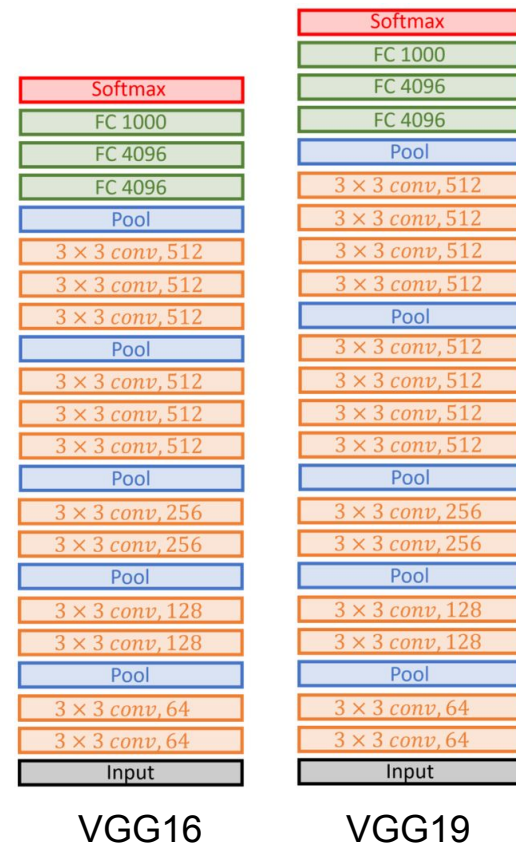 Softmax
FC 1000
FC 4096
FC 4096
Pool
3 × 3 conv, 512
3 × 3 conv, 512
3 × 3 conv, 512
Pool
3 × 3 conv, 512
3 × 3 conv, 512
3 × 3 conv, 512
Pool
3 × 3 conv, 256
3 × 3 conv, 256
Pool
3 × 3 conv, 128
3 × 3 conv, 128
Pool
3 × 3 conv, 64
3 × 3 conv, 64
Input
VGG16
Softmax
FC 1000
FC 4096
FC 4096
Pool
3 × 3 conv, 512
3 × 3 conv, 512
3 × 3 conv, 512
3 × 3 conv, 512
Pool
3 × 3 conv, 512
3 × 3 conv, 512
3 × 3 conv, 512
3 × 3 conv, 512
Pool
3 × 3 conv, 256
3 × 3 conv, 256
Pool
3 × 3 conv, 128
3 × 3 conv, 128
Pool
3 × 3 conv, 64
3 × 3 conv, 64
Input
VGG19